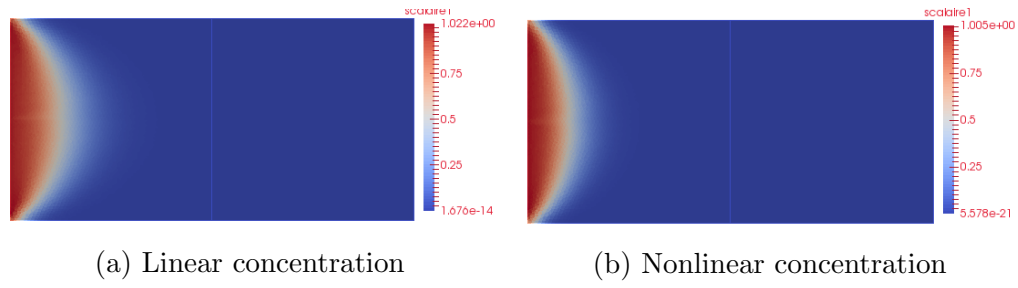 scalaire1
1.022e+00
0.75
0.5
0.25
1.676e-14
scalaire1
1.005e+00
0.75
0.5
0.25
5.578e-21
(a) Linear concentration
(b) Nonlinear concentration